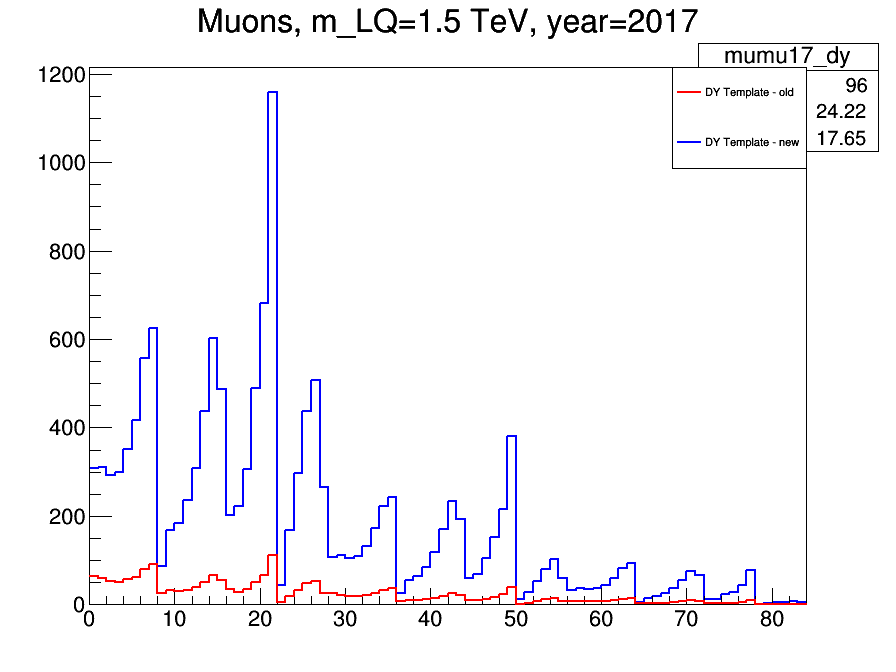 Muons, m_LQ=1.5 TeV, year=2017
mumu17_dy
96
24.22
17.65
DY Template - old
DY Template - new
1200
1000
800
600
400
200
0
0 10 20 30 40 50 60 70 80